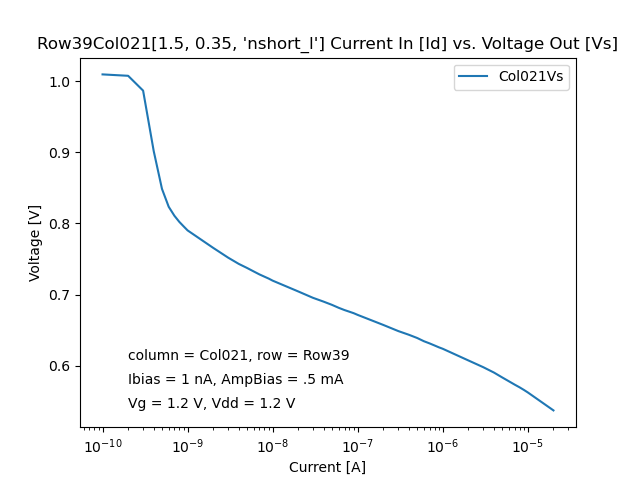 Row39Col021[1.5, 0.35, 'nshort_l'] Current In [Id] vs. Voltage Out [Vs]
Col021Vs
1.0
0.9
0.8
0.7
0.6
Voltage [V]
column = Col021, row = Row39
Ibias = 1 nA, AmpBias = .5 mA
Vg = 1.2 V, Vdd = 1.2 V
10⁻¹⁰ 10⁻⁹ 10⁻⁸ 10⁻⁷ 10⁻⁶ 10⁻⁵
Current [A]